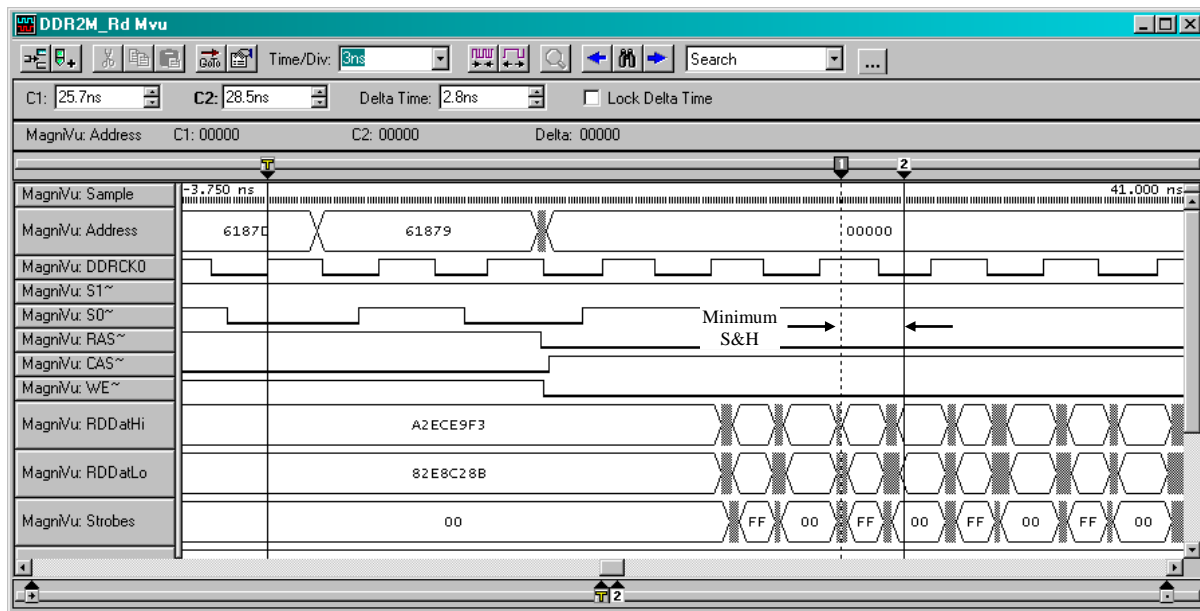 DDR2M_Rd Mvu
GoTo Time/Div: 3ns Search ...
C1: 25.7ns C2: 28.5ns Delta Time: 2.8ns Lock Delta Time
MagniVu: Address C1: 00000 C2: 00000 Delta: 00000
T 1 2
MagniVu: Sample -3.750 ns 41.000 ns
MagniVu: Address 6187D 61879 00000
MagniVu: DDRCK0
MagniVu: S1~
MagniVu: S0~
Minimum
S&H
MagniVu: RAS~
MagniVu: CAS~
MagniVu: WE~
MagniVu: RDDatHi A2ECE9F3
MagniVu: RDDatLo 82E8C28B
MagniVu: Strobes 00 FF 00 FF 00 FF 00 FF 00
T 2